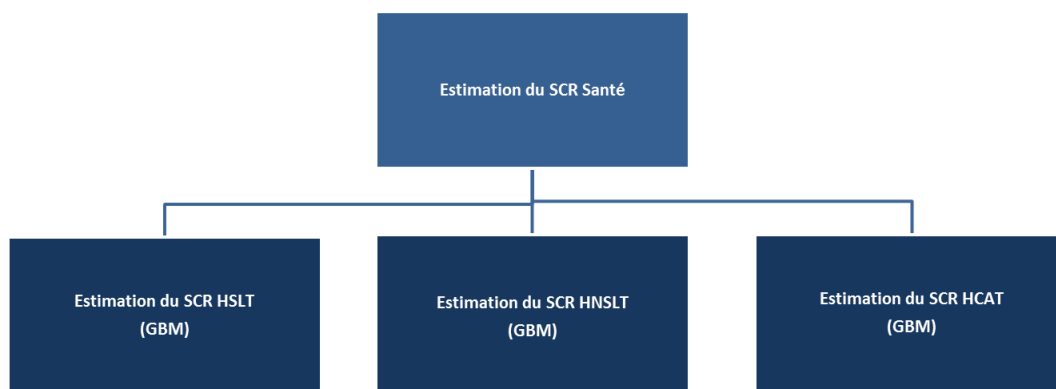 Estimation du SCR Santé
Estimation du SCR HSLT
(GBM)
Estimation du SCR HNSLT
(GBM)
Estimation du SCR HCAT
(GBM)